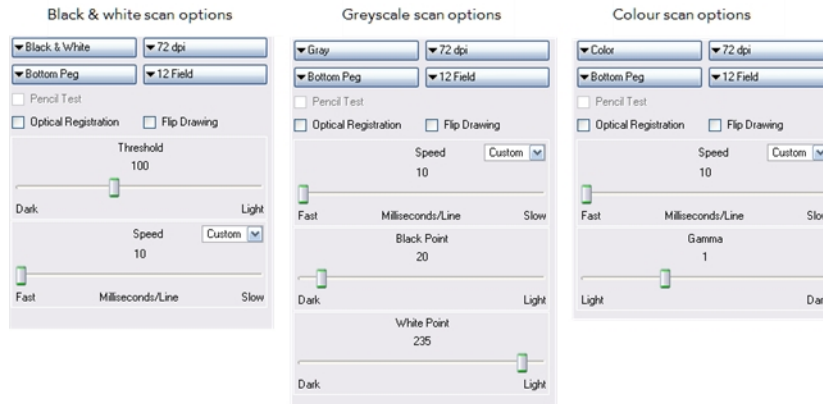 Black & white scan options
Black & White
72 dpi
Bottom Peg
12 Field
Pencil Test
Optical Registration
Flip Drawing
Threshold
100
Dark
Light
Speed
Custom
10
Fast
Milliseconds/Line
Slow
Greyscale scan options
Gray
72 dpi
Bottom Peg
12 Field
Pencil Test
Optical Registration
Flip Drawing
Speed
Custom
10
Fast
Milliseconds/Line
Slow
Black Point
20
Dark
Light
White Point
235
Dark
Light
Colour scan options
Color
72 dpi
Bottom Peg
12 Field
Pencil Test
Optical Registration
Flip Drawing
Speed
Custom
10
Fast
Milliseconds/Line
Slo
Gamma
1
Light
Dar